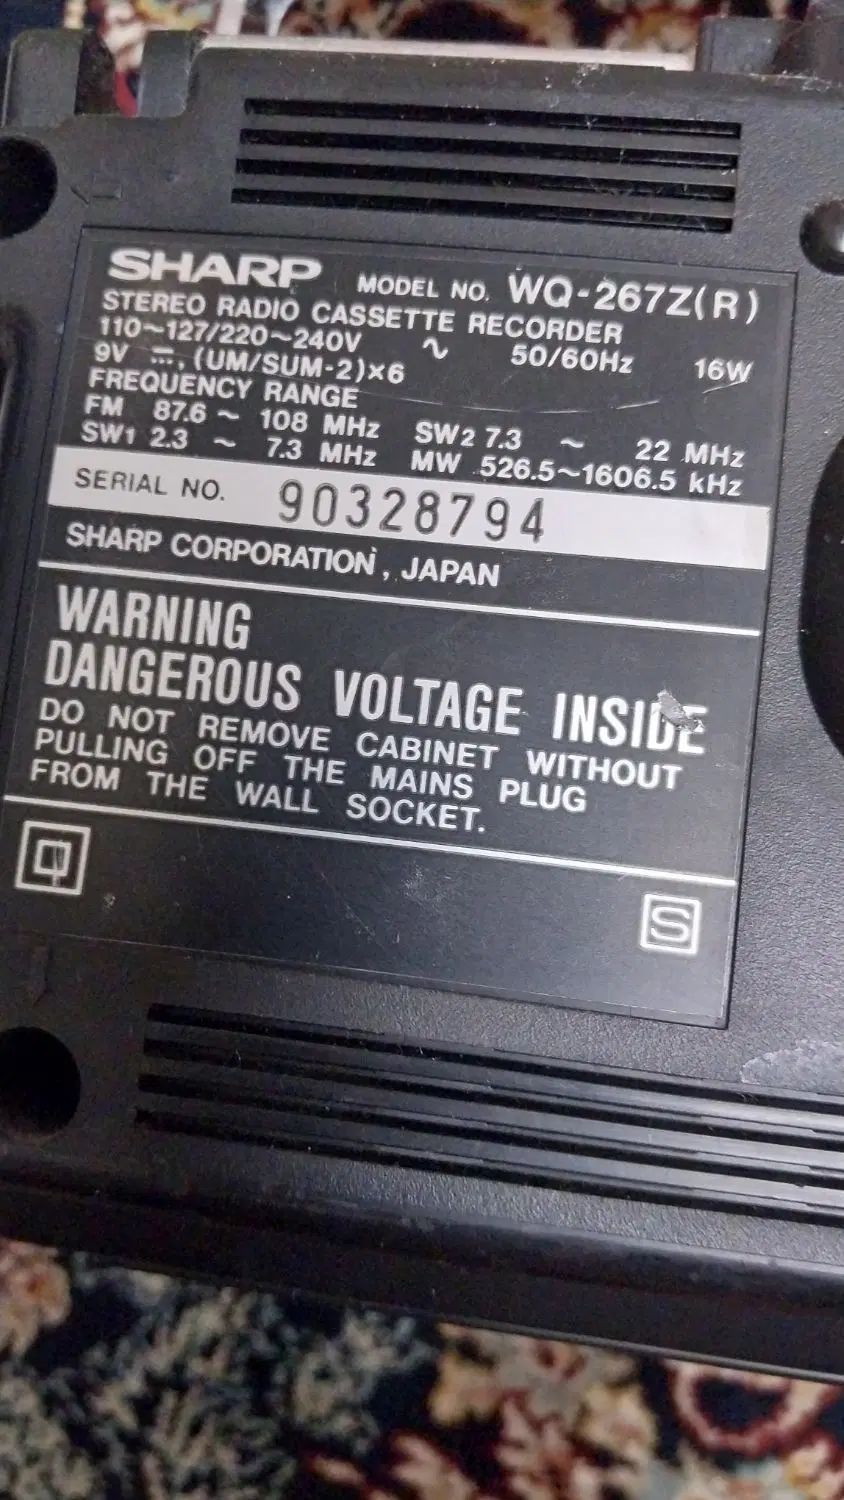 SHARP MODEL NO. WQ-267Z(R)
STEREO RADIO CASSETTE RECORDER
110~127/220~240V ∿ 50/60Hz 16W
9V ⎓, (UM/SUM-2)×6
FREQUENCY RANGE
FM 87.6 ~ 108 MHz SW2 7.3 ~ 22 MHz
SW1 2.3 ~ 7.3 MHz MW 526.5~1606.5 kHz
SERIAL NO. 90328794
SHARP CORPORATION, JAPAN
WARNING
DANGEROUS VOLTAGE INSIDE
DO NOT REMOVE CABINET WITHOUT
PULLING OFF THE MAINS PLUG
FROM THE WALL SOCKET.
S